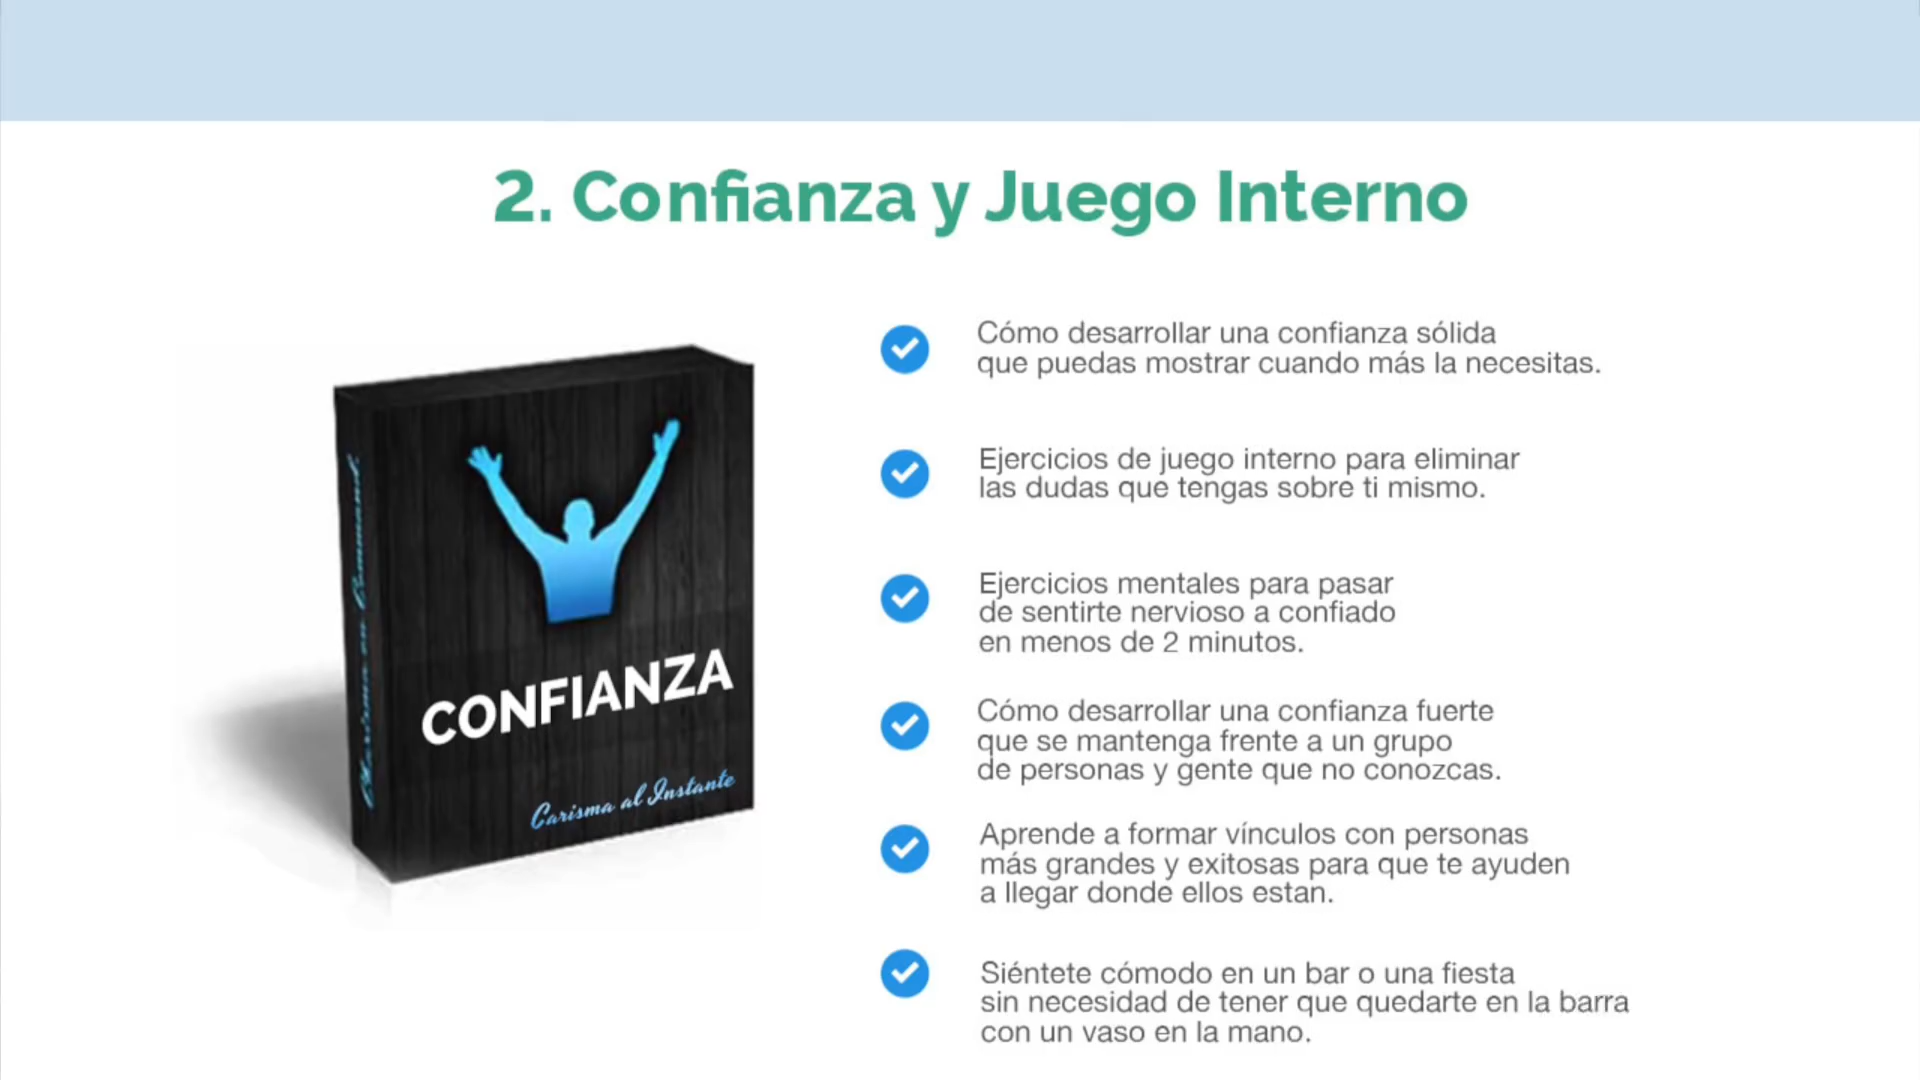 2. Confianza y Juego Interno
Cómo desarrollar una confianza sólida
que puedas mostrar cuando más la necesitas.
Ejercicios de juego interno para eliminar
las dudas que tengas sobre ti mismo.
Ejercicios mentales para pasar
de sentirte nervioso a confiado
en menos de 2 minutos.
Cómo desarrollar una confianza fuerte
que se mantenga frente a un grupo
de personas y gente que no conozcas.
Aprende a formar vínculos con personas
más grandes y exitosas para que te ayuden
a llegar donde ellos estan.
Siéntete cómodo en un bar o una fiesta
sin necesidad de tener que quedarte en la barra
con un vaso en la mano.
CONFIANZA
Carisma al Instante
Charisma on Command.